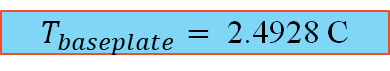 T_baseplate = 2.4928 C